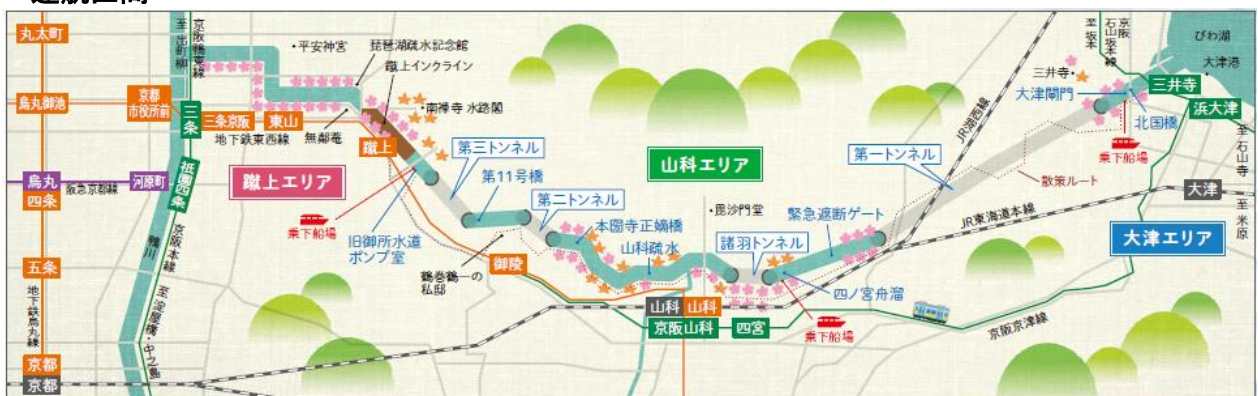 丸太町
烏丸御池
京都
市役所前
烏丸
四条
阪急京都線
河原町
五条
地下鉄烏丸線
京都
京都
至出町柳
京阪鴨東線
三条
祇園四条
鴨川
京阪本線
至淀屋橋・中之島
三条京阪
東山
地下鉄東西線
・平安神宮
無鄰菴
琵琶湖疏水記念館
蹴上インクライン
・南禅寺 水路閣
蹴上
蹴上エリア
乗下船場
旧御所水道
ポンプ室
第三トンネル
第11号橋
鶴巻鶴一の
私邸
御陵
第二トンネル
本圀寺正嫡橋
山科疏水
山科エリア
・毘沙門堂
諸羽トンネル
山科
山科
京阪山科
四宮
緊急遮断ゲート
四ノ宮舟溜
乗下船場
京阪京津線
第一トンネル
JR湖西線
散策ルート
JR東海道本線
大津エリア
至坂本
京阪
石山坂本線
三井寺・
大津閘門
びわ湖
大津港
三井寺
浜大津
北国橋
乗下船場
至石山寺
大津
至米原